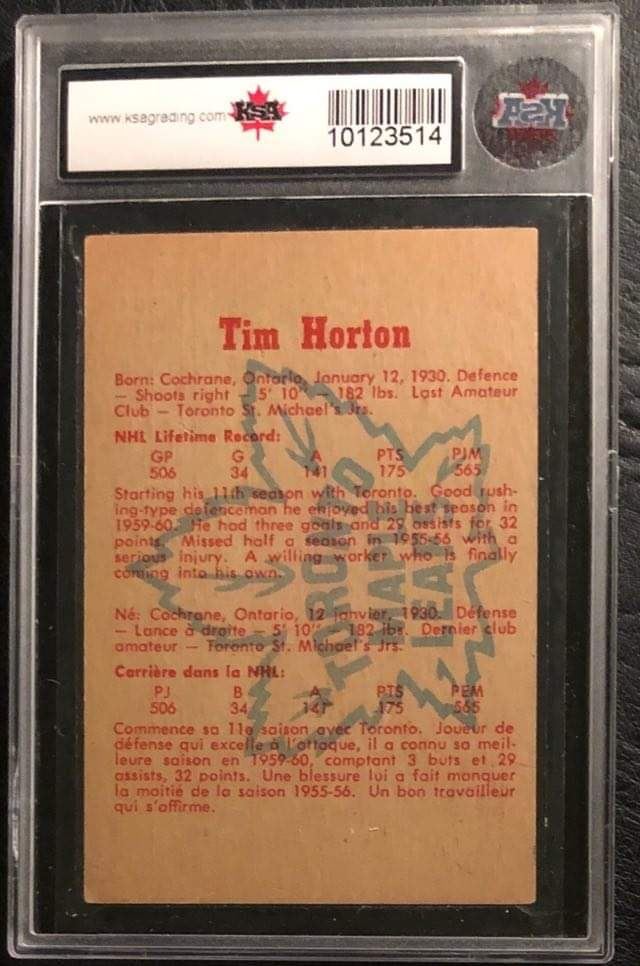 www.ksagrading.com KSA
10123514
KSA
Tim Horton
Born: Cochrane, Ontario, January 12, 1930. Defence
— Shoots right — 5' 10" — 182 lbs. Last Amateur
Club — Toronto St. Michael's Jrs.
NHL Lifetime Record:
GP G A PTS PIM
506 34 141 175 565
Starting his 11th season with Toronto. Good rush-
ing-type defenceman he enjoyed his best season in
1959-60. He had three goals and 29 assists for 32
points. Missed half a season in 1955-56 with a
serious injury. A willing worker who is finally
coming into his own.
TORONTO
MAPLE
LEAFS
Né: Cochrane, Ontario, 12 janvier, 1930. Défense
— Lance à droite — 5' 10" — 182 lbs. Dernier club
amateur — Toronto St. Michael's Jrs.
Carrière dans la NHL:
PJ B A PTS PEM
506 34 141 175 565
Commence sa 11e saison avec Toronto. Joueur de
défense qui excelle à l'attaque, il a connu sa meil-
leure saison en 1959-60, comptant 3 buts et 29
assists, 32 points. Une blessure lui a fait manquer
la moitié de la saison 1955-56. Un bon travailleur
qui s'affirme.